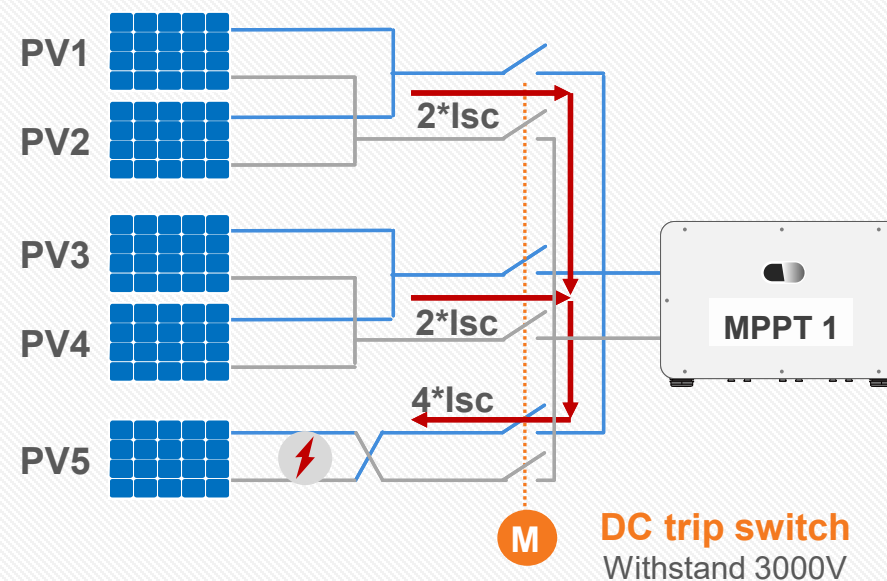 PV1
2*Isc
PV2
PV3
2*Isc
MPPT 1
PV4
4*Isc
PV5
M
DC trip switch
Withstand 3000V